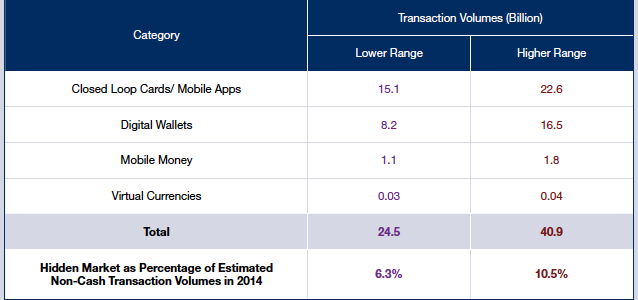 Category
Transaction Volumes (Billion)
Lower Range Higher Range
Closed Loop Cards/ Mobile Apps 15.1 22.6
Digital Wallets 8.2 16.5
Mobile Money 1.1 1.8
Virtual Currencies 0.03 0.04
Total 24.5 40.9
Hidden Market as Percentage of Estimated
Non-Cash Transaction Volumes in 2014 6.3% 10.5%